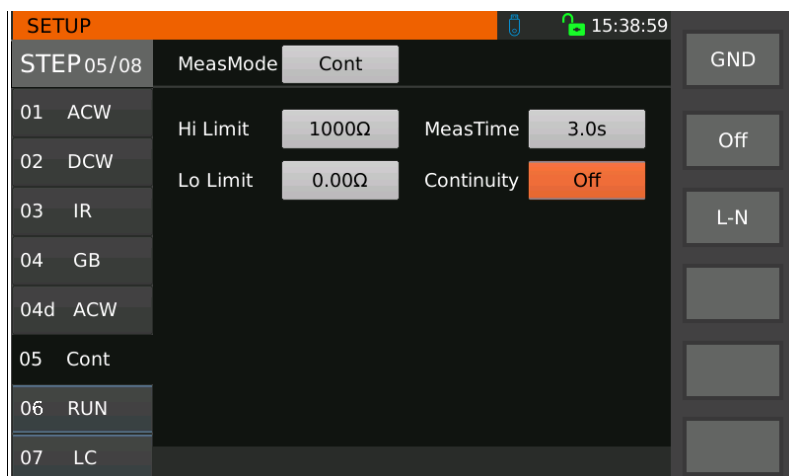 SETUP 15:38:59
STEP 05/08 MeasMode Cont GND
01 ACW Hi Limit 1000Ω MeasTime 3.0s Off
02 DCW Lo Limit 0.00Ω Continuity Off
03 IR L-N
04 GB
04d ACW
05 Cont
06 RUN
07 LC